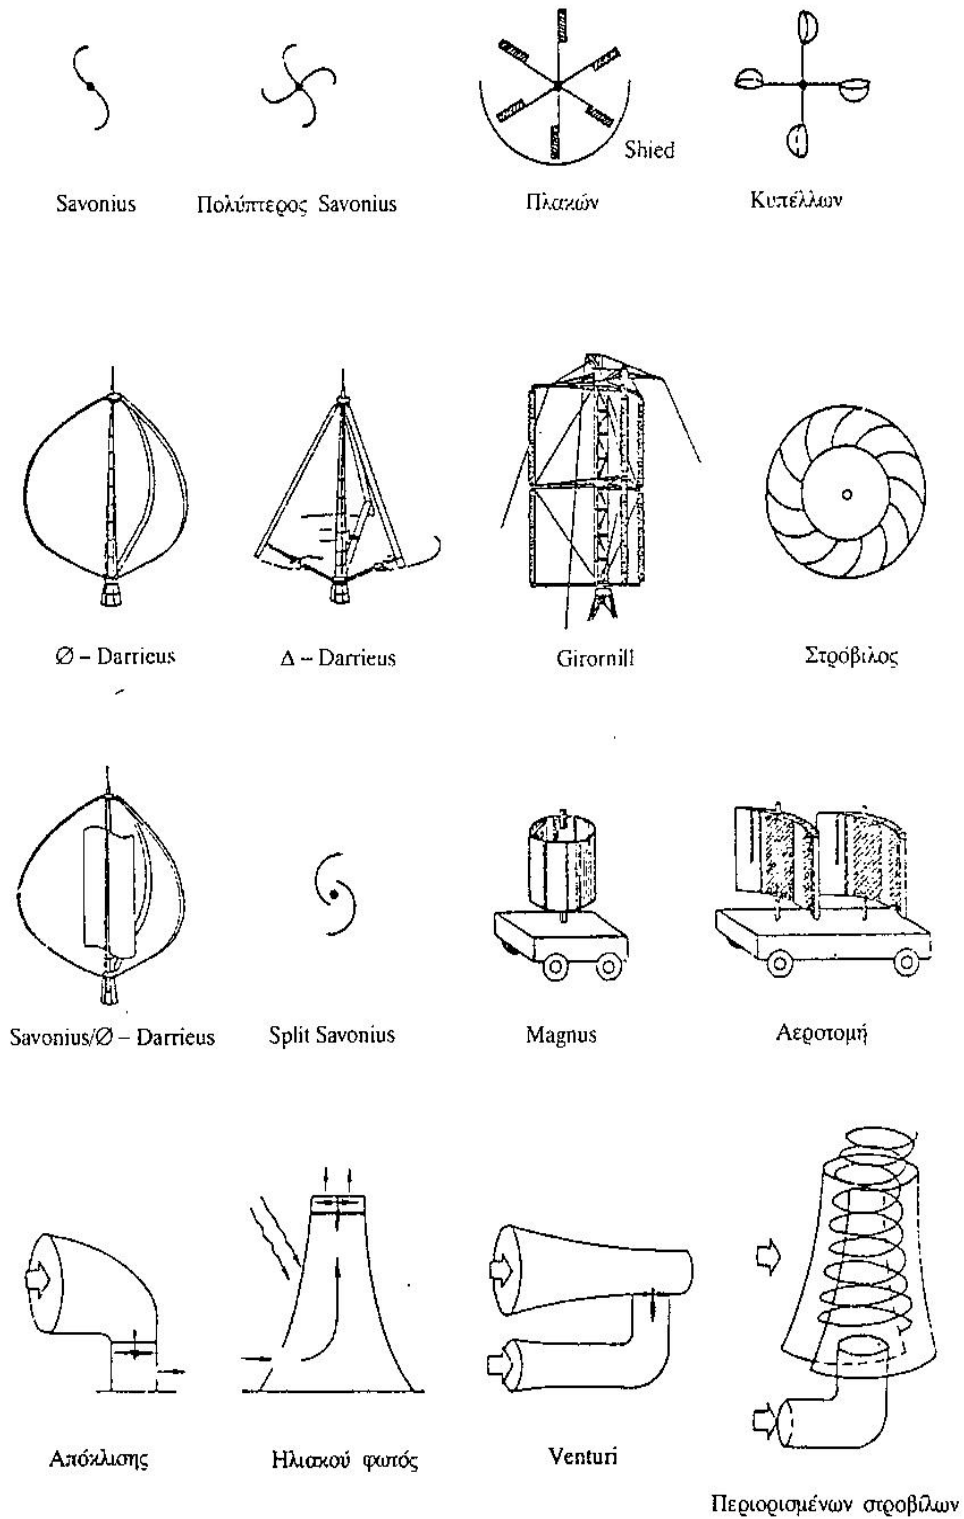 Shied
Savonius
Πολύπτερος Savonius
Πλακών
Κυπέλλων
Ø – Darrieus
Δ – Darrieus
Girornill
Στρόβιλος
Savonius/Ø – Darrieus
Split Savonius
Magnus
Αεροτομή
Απόκλισης
Ηλιακού φωτός
Venturi
Περιορισμένων στροβίλων